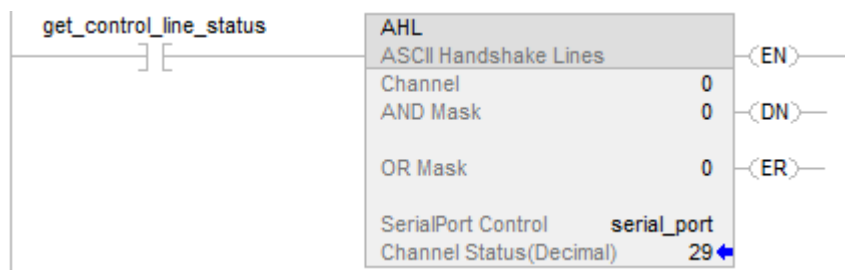 get_control_line_status
AHL
ASCII Handshake Lines
EN
Channel 0
AND Mask 0
DN
OR Mask 0
ER
SerialPort Control serial_port
Channel Status(Decimal) 29